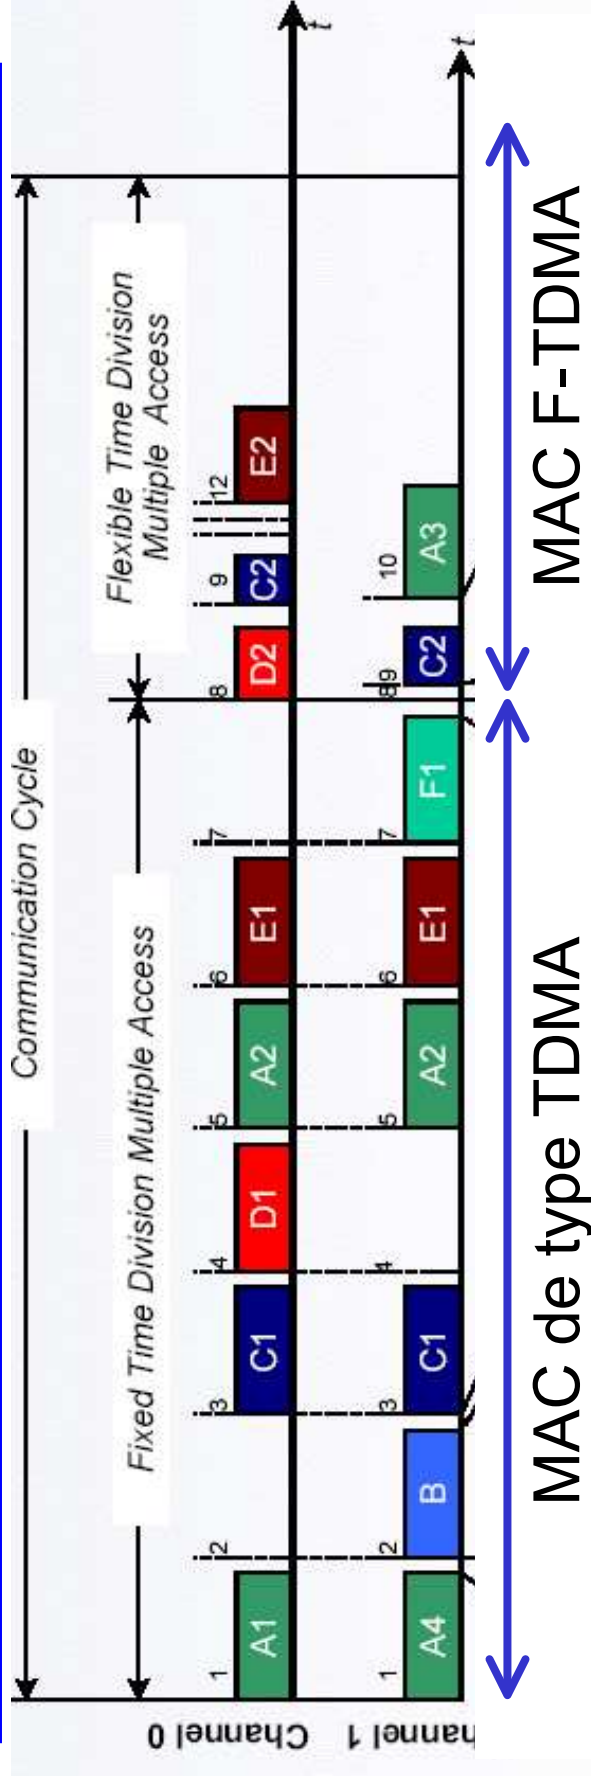 Communication Cycle
Fixed Time Division Multiple Access
Flexible Time Division
Multiple Access
Channel 0
1
A1
2
3
C1
4
D1
5
A2
6
E1
7
8
D2
9
C2
12
E2
t
hannel 1
1
A4
2
B
3
C1
4
5
A2
6
E1
7
F1
8
9
C2
10
A3
t
MAC de type TDMA
MAC F-TDMA